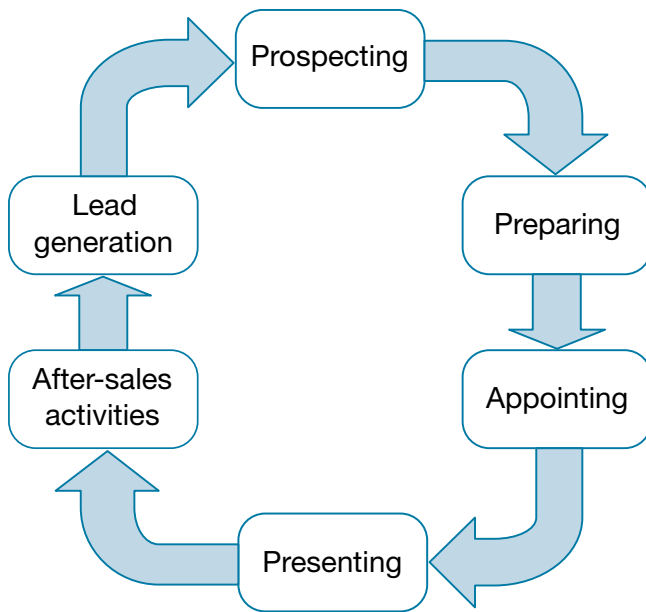 Prospecting
Preparing
Appointing
Presenting
After-sales
activities
Lead
generation